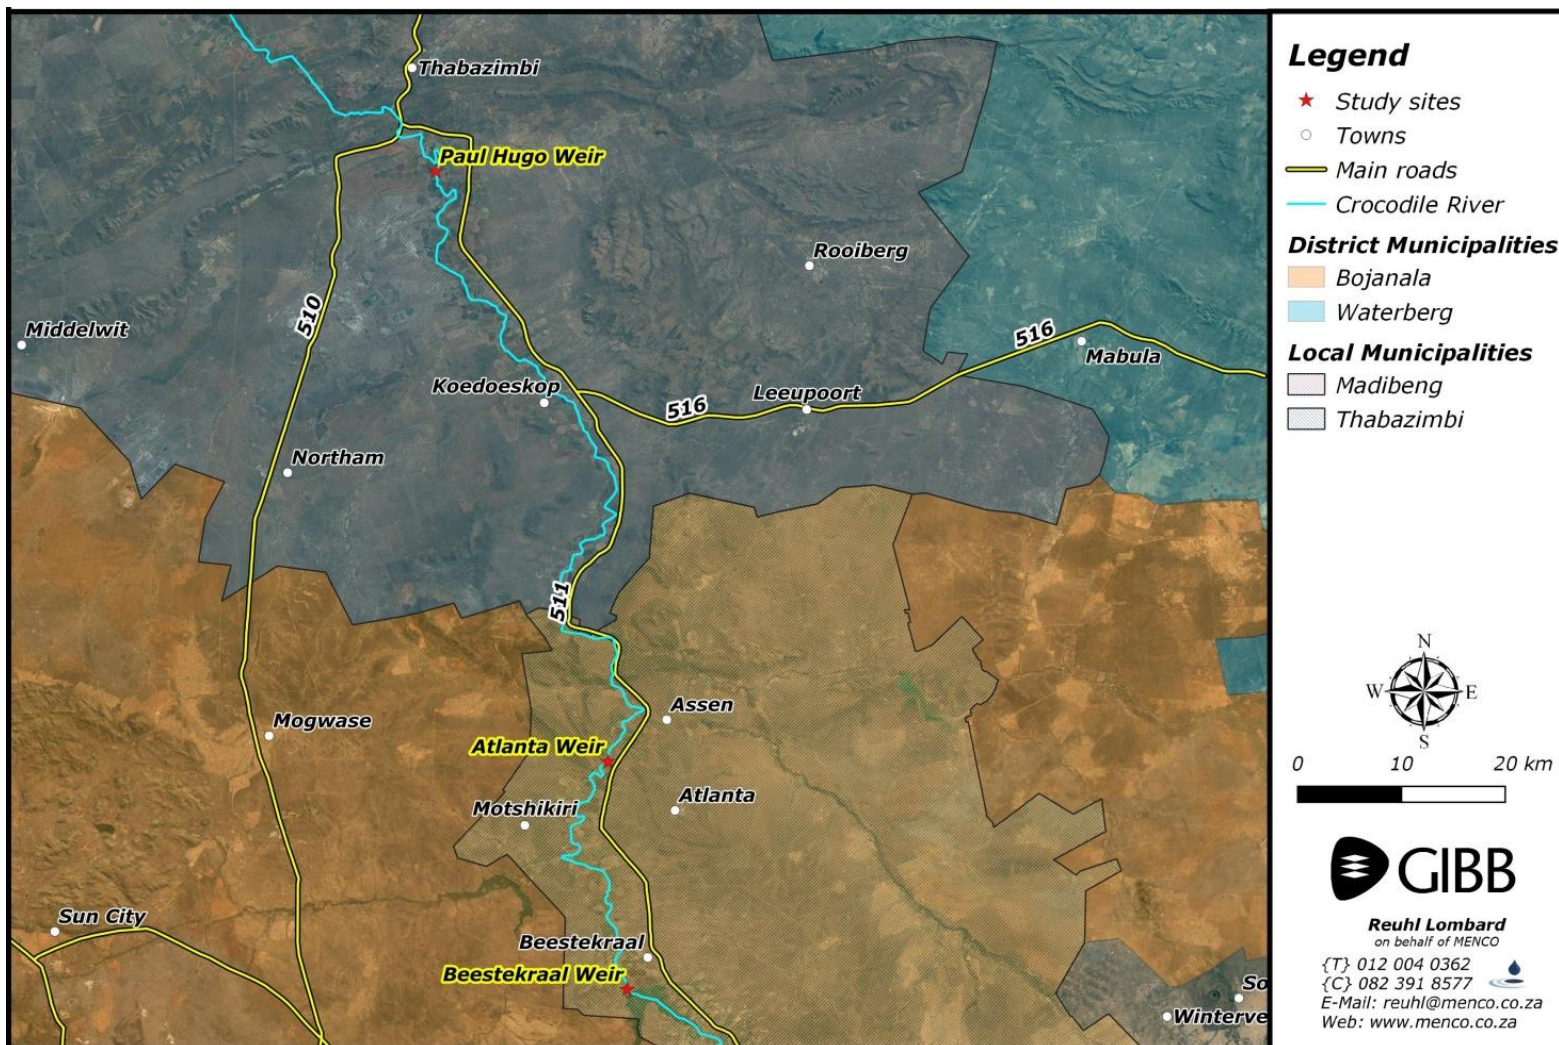 Thabazimbi
Paul Hugo Weir
Rooiberg
510
Middelwit
516
Mabula
Koedoeskop
516
Leeupoort
Northam
511
Assen
Mogwase
Atlanta Weir
Motshikiri
Atlanta
Sun City
Beestekraal
Beestekraal Weir
So
Winterve
Legend
Study sites
Towns
Main roads
Crocodile River
District Municipalities
Bojanala
Waterberg
Local Municipalities
Madibeng
Thabazimbi
N
W E
S
0 10 20 km
GIBB
Reuhl Lombard
on behalf of MENCO
{T} 012 004 0362
{C} 082 391 8577
E-Mail: reuhl@menco.co.za
Web: www.menco.co.za